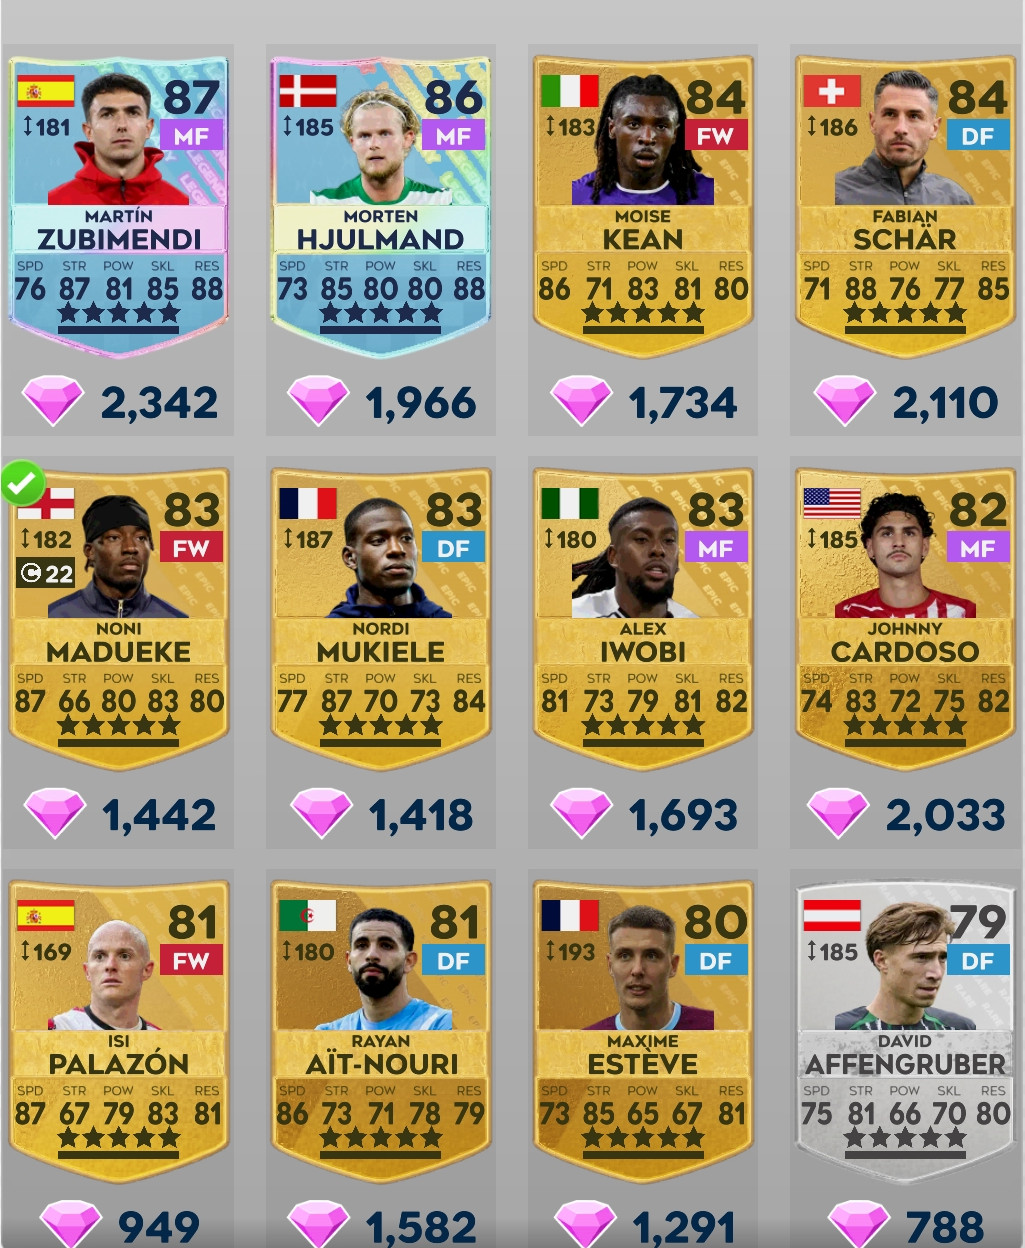 87
↕181
MF
MARTÍN
ZUBIMENDI
SPD STR POW SKL RES
76 87 81 85 88
2,342
86
↕185
MF
MORTEN
HJULMAND
SPD STR POW SKL RES
73 85 80 80 88
1,966
84
↕183
FW
MOISE
KEAN
SPD STR POW SKL RES
86 71 83 81 80
1,734
84
↕186
DF
FABIAN
SCHÄR
SPD STR POW SKL RES
71 88 76 77 85
2,110
83
↕182
FW
C 22
NONI
MADUEKE
SPD STR POW SKL RES
87 66 80 83 80
1,442
83
↕187
DF
NORDI
MUKIELE
SPD STR POW SKL RES
77 87 70 73 84
1,418
83
↕180
MF
ALEX
IWOBI
SPD STR POW SKL RES
81 73 79 81 82
1,693
82
↕185
MF
JOHNNY
CARDOSO
SPD STR POW SKL RES
74 83 72 75 82
2,033
81
↕169
FW
ISI
PALAZÓN
SPD STR POW SKL RES
87 67 79 83 81
949
81
↕180
DF
RAYAN
AÏT-NOURI
SPD STR POW SKL RES
86 73 71 78 79
1,582
80
↕193
DF
MAXIME
ESTÈVE
SPD STR POW SKL RES
73 85 65 67 81
1,291
79
↕185
DF
DAVID
AFFENGRUBER
SPD STR POW SKL RES
75 81 66 70 80
788